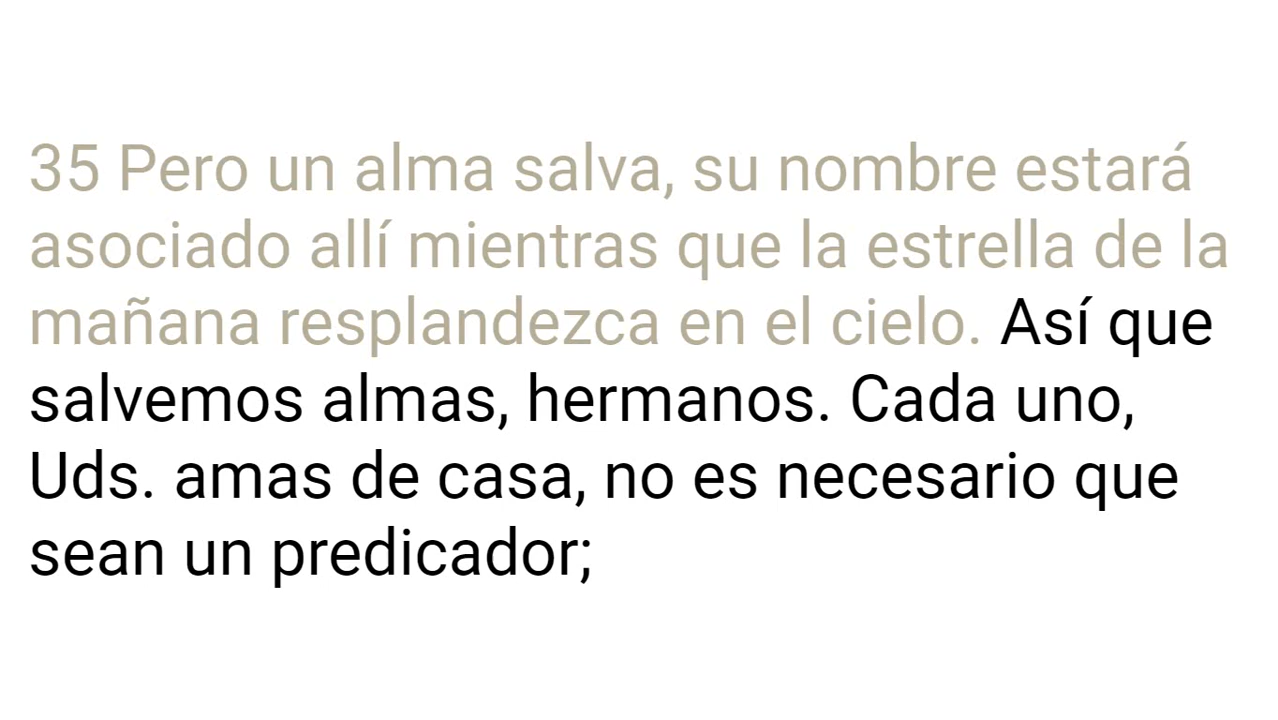 35 Pero un alma salva, su nombre estará
asociado allí mientras que la estrella de la
mañana resplandezca en el cielo. Así que
salvemos almas, hermanos. Cada uno,
Uds. amas de casa, no es necesario que
sean un predicador;